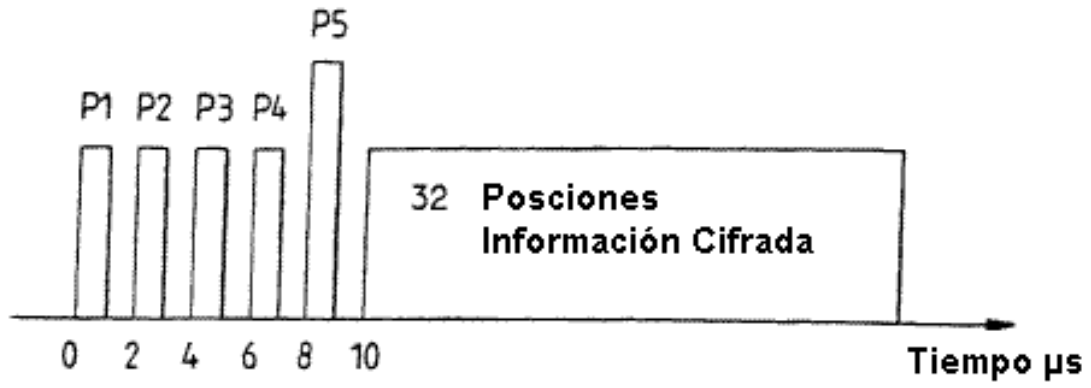 P5
P1 P2 P3 P4
32 Posciones
Información Cifrada
0 2 4 6 8 10
Tiempo µs